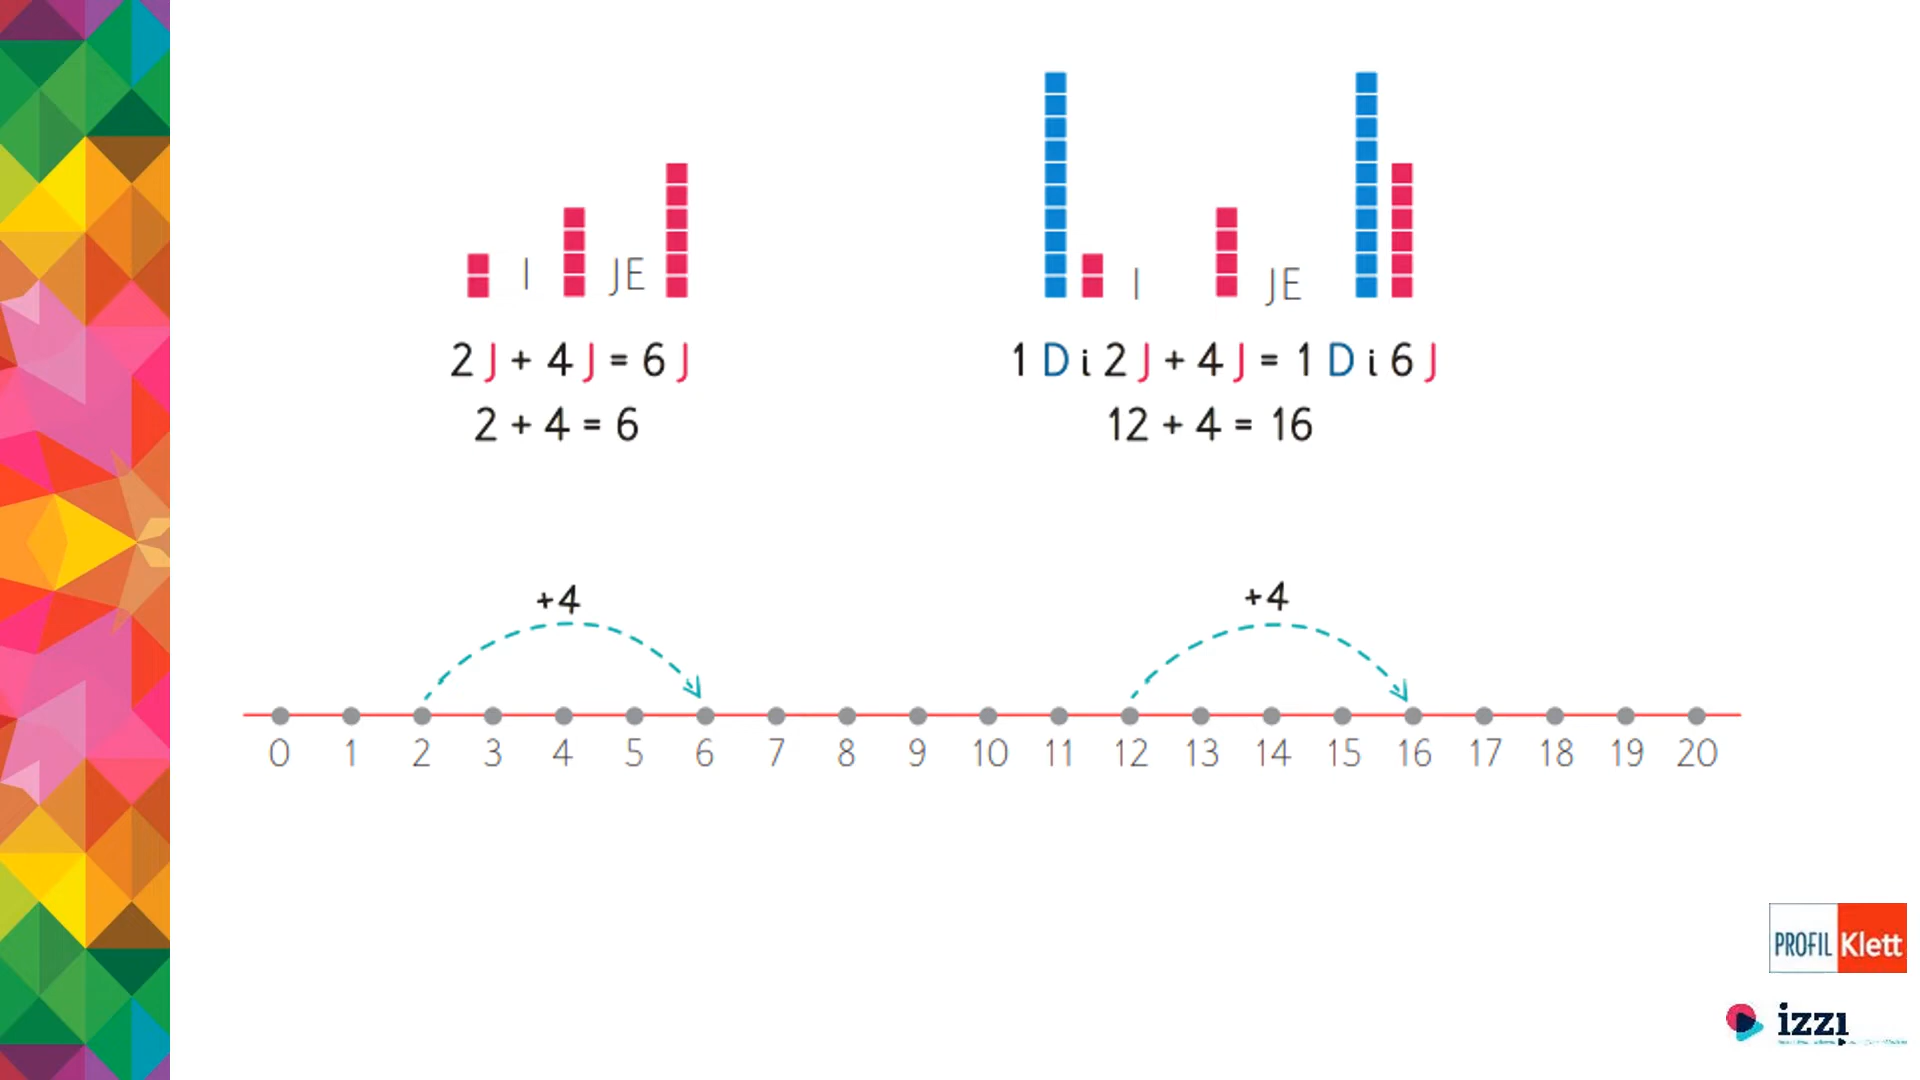 I JE
I JE
2 J + 4 J = 6 J
1 D i 2 J + 4 J = 1 D i 6 J
2 + 4 = 6
12 + 4 = 16
+4
+4
0 1 2 3 4 5 6 7 8 9 10 11 12 13 14 15 16 17 18 19 20
PROFIL Klett
izzi